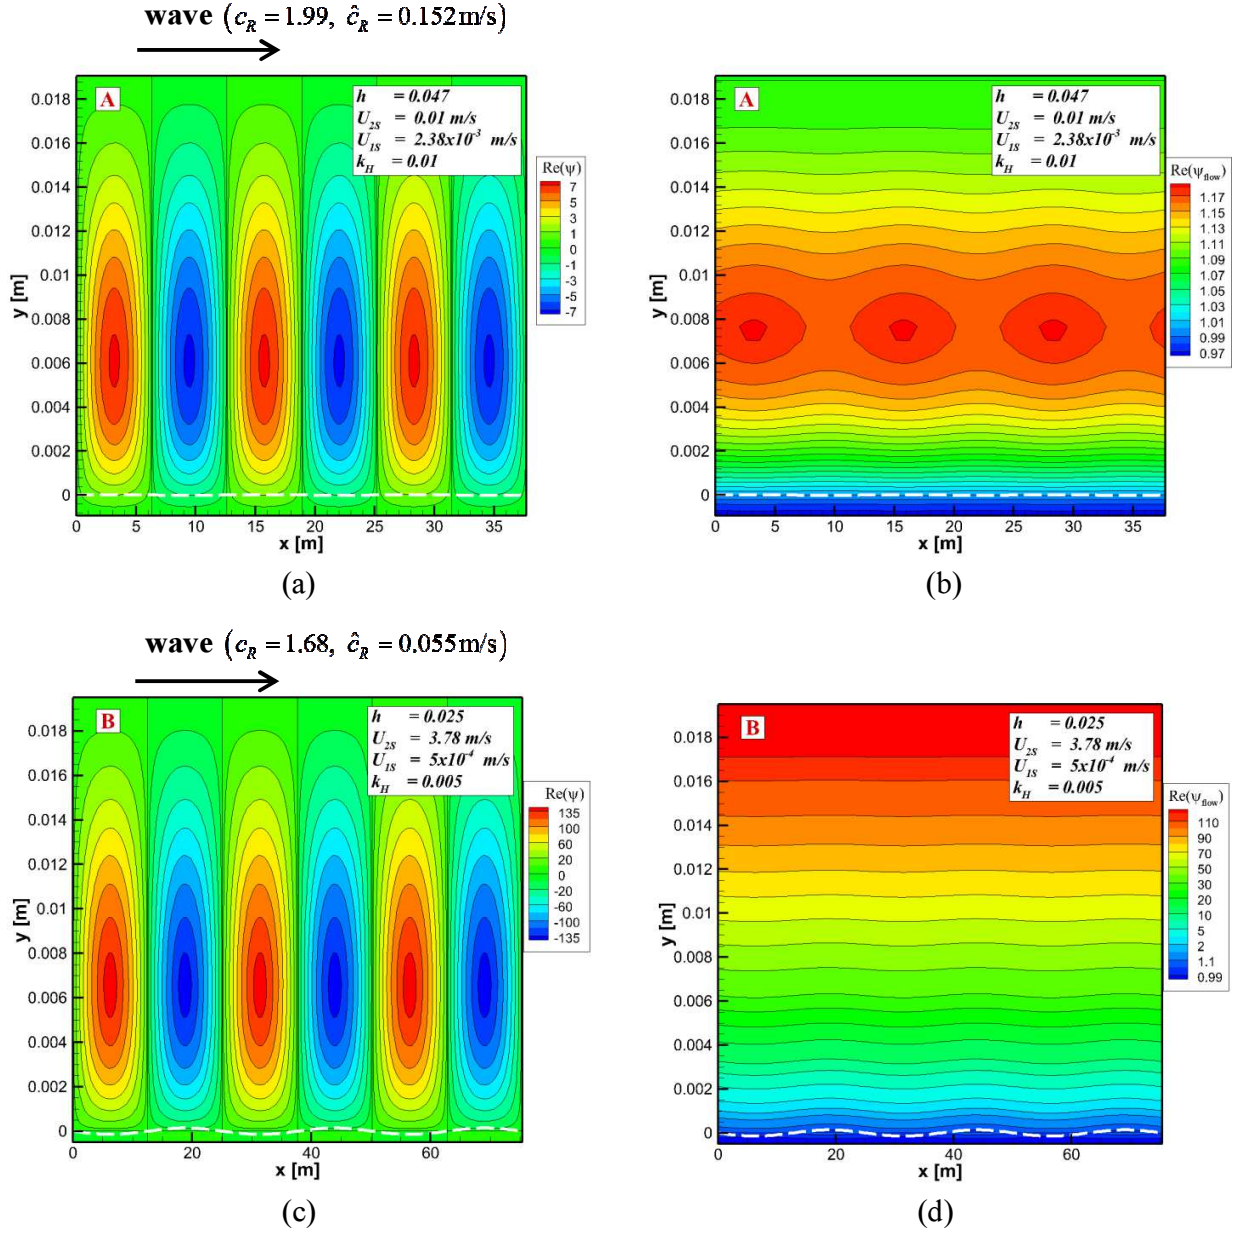 wave (c_R = 1.99, ĉ_R = 0.152 m/s)
A
h = 0.047
U_2S = 0.01 m/s
U_1S = 2.38x10^-3 m/s
k_H = 0.01
Re(ψ)
7
5
3
1
0
-1
-3
-5
-7
0.018
0.016
0.014
0.012
0.01
0.008
0.006
0.004
0.002
0
y [m]
0 5 10 15 20 25 30 35
x [m]
(a)
A
h = 0.047
U_2S = 0.01 m/s
U_1S = 2.38x10^-3 m/s
k_H = 0.01
Re(ψ_flow)
1.17
1.15
1.13
1.11
1.09
1.07
1.05
1.03
1.01
0.99
0.97
0.018
0.016
0.014
0.012
0.01
0.008
0.006
0.004
0.002
0
y [m]
0 5 10 15 20 25 30 35
x [m]
(b)
wave (c_R = 1.68, ĉ_R = 0.055 m/s)
B
h = 0.025
U_2S = 3.78 m/s
U_1S = 5x10^-4 m/s
k_H = 0.005
Re(ψ)
135
100
60
20
0
-20
-60
-100
-135
0.018
0.016
0.014
0.012
0.01
0.008
0.006
0.004
0.002
0
y [m]
0 20 40 60
x [m]
(c)
B
h = 0.025
U_2S = 3.78 m/s
U_1S = 5x10^-4 m/s
k_H = 0.005
Re(ψ_flow)
110
90
70
50
30
20
10
5
2
1.1
0.99
0.018
0.016
0.014
0.012
0.01
0.008
0.006
0.004
0.002
0
y [m]
0 20 40 60
x [m]
(d)